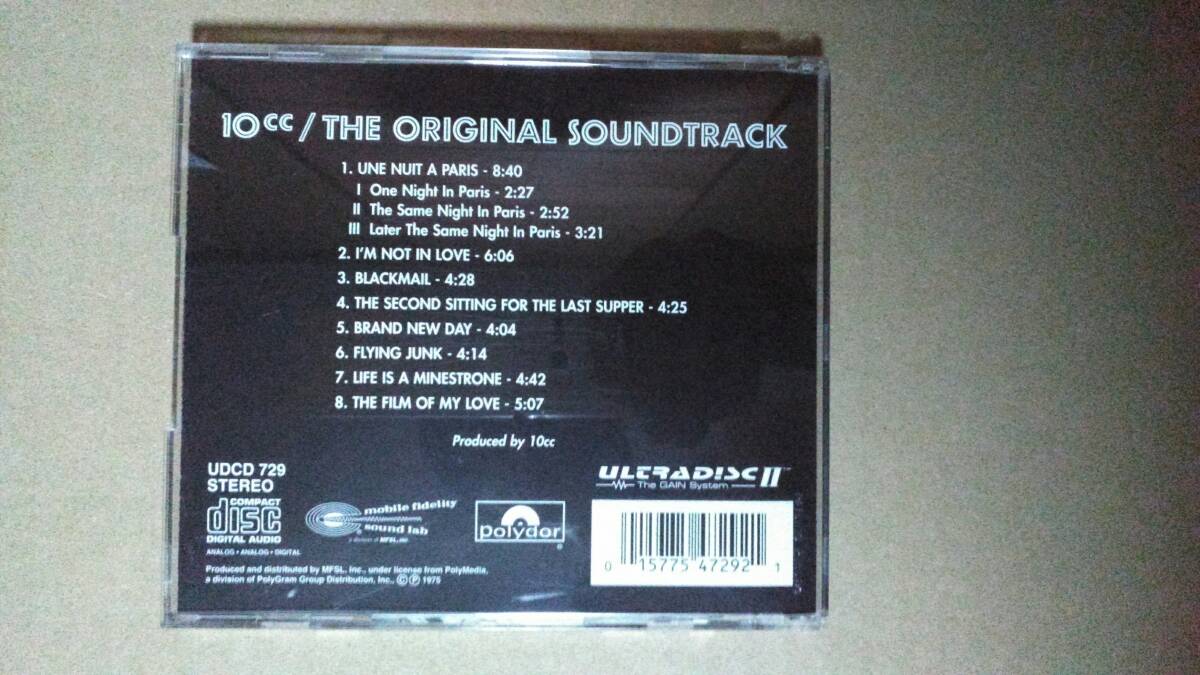 10cc / THE ORIGINAL SOUNDTRACK
1. UNE NUIT A PARIS - 8:40
I One Night In Paris - 2:27
II The Same Night In Paris - 2:52
III Later The Same Night In Paris - 3:21
2. I'M NOT IN LOVE - 6:06
3. BLACKMAIL - 4:28
4. THE SECOND SITTING FOR THE LAST SUPPER - 4:25
5. BRAND NEW DAY - 4:04
6. FLYING JUNK - 4:14
7. LIFE IS A MINESTRONE - 4:42
8. THE FILM OF MY LOVE - 5:07
Produced by 10cc
UDCD 729
STEREO
COMPACT
disc
DIGITAL AUDIO
ANALOG • ANALOG • DIGITAL
mobile fidelity
sound lab
a division of MFSL, INC.
polydor
®
ULTRADISC II™
The GAIN System
0 15775 47292 1
Produced and distributed by MFSL, Inc., under license from PolyMedia,
a division of PolyGram Group Distribution, Inc., Ⓒ Ⓟ 1975